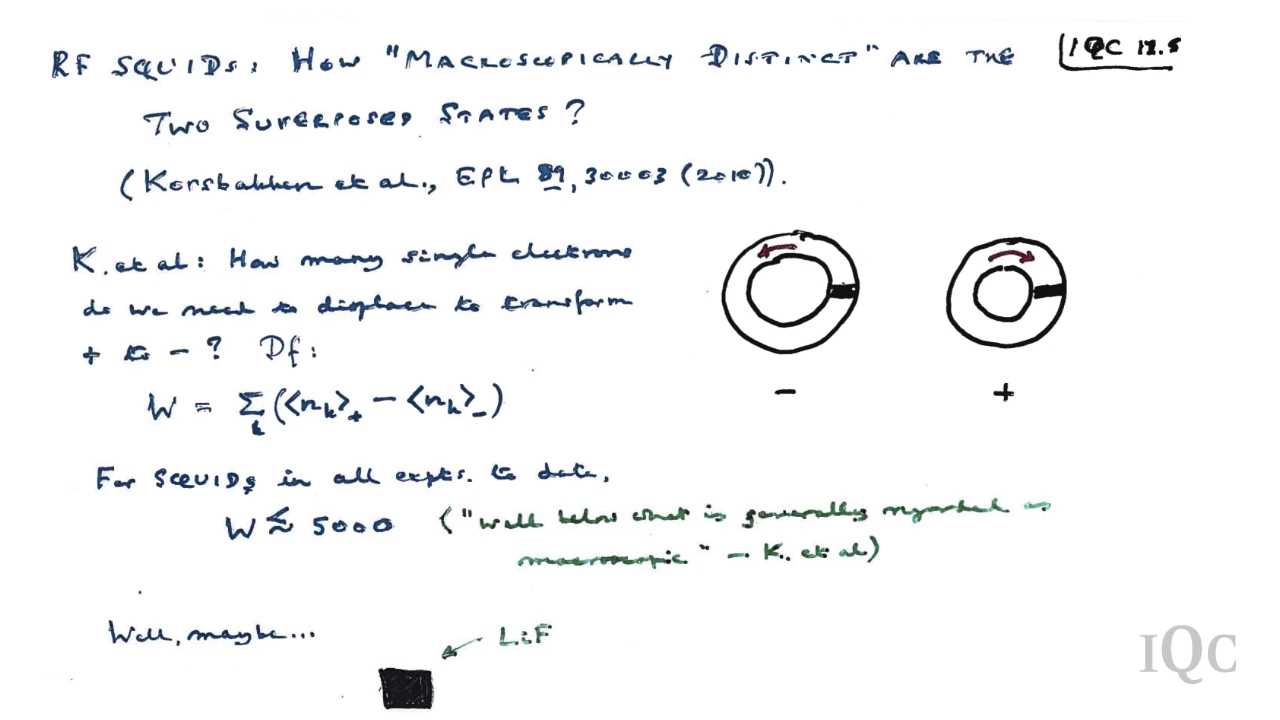 RF SQUIDs: HOW "MACROSCOPICALLY DISTINCT" ARE THE
IQC 12.5
TWO SUPERPOSED STATES?
(Korsbakken et al., EPL 89, 30003 (2010)).
K. et al: How many single electrons
do we need to displace to transform
+ to - ? Df:
W = Σk (<nk>+ - <nk>-)
-
+
For SQUIDs in all expts. to date,
W ≲ 5000 ("well below what is generally regarded as
macroscopic" - K. et al)
Well, maybe...
LiF
IQC